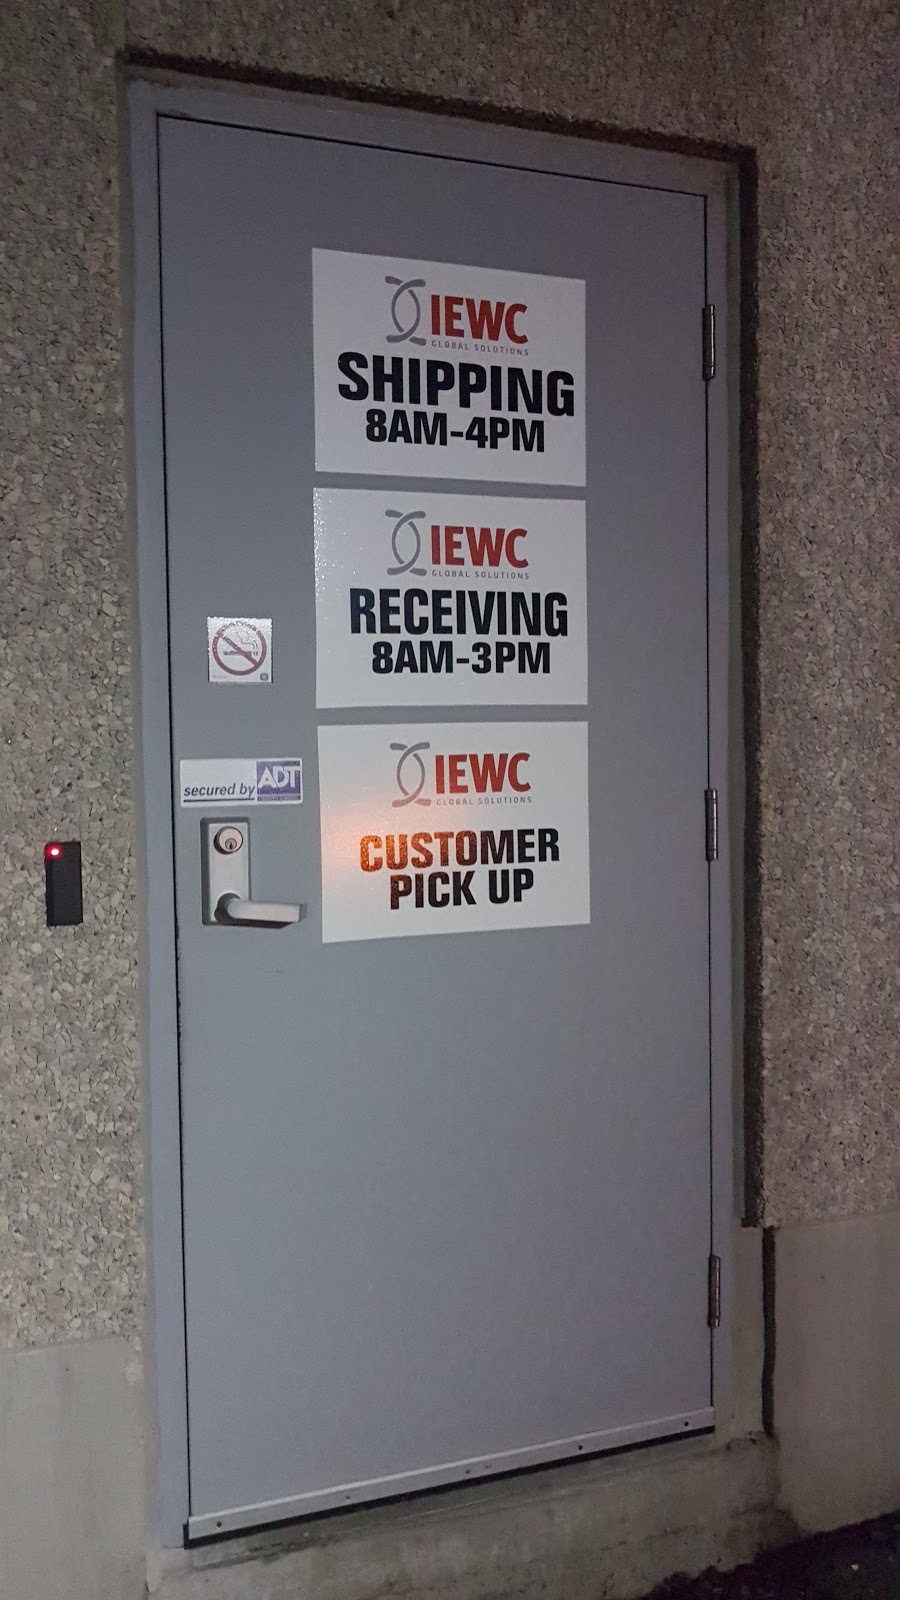 IEWC
GLOBAL SOLUTIONS
SHIPPING
8AM-4PM
IEWC
GLOBAL SOLUTIONS
RECEIVING
8AM-3PM
secured by ADT
IEWC
GLOBAL SOLUTIONS
CUSTOMER
PICK UP